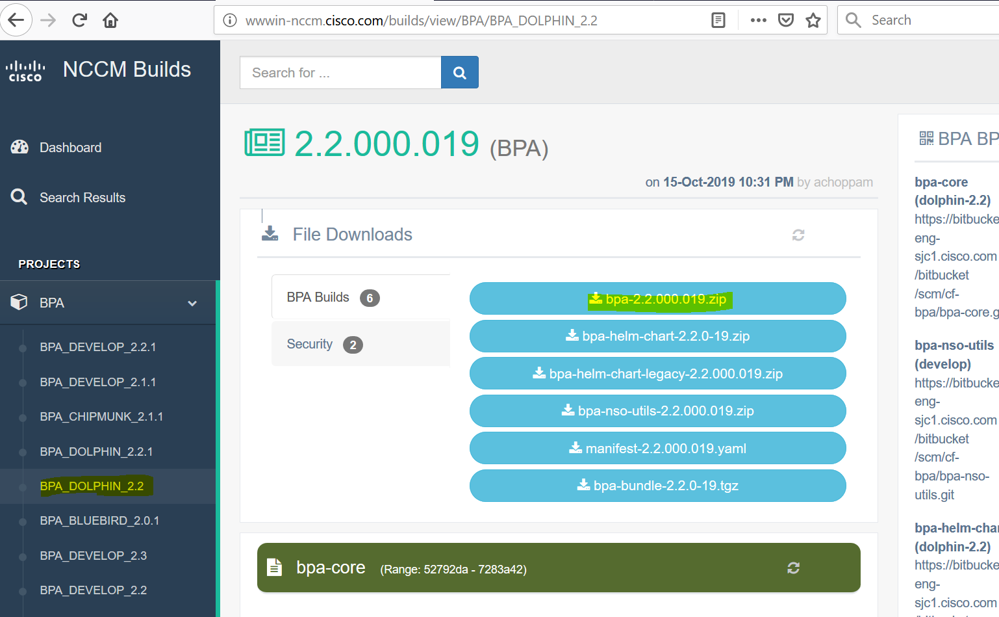 wwwin-nccm.cisco.com/builds/view/BPA/BPA_DOLPHIN_2.2
Search
cisco
NCCM Builds
Dashboard
Search Results
PROJECTS
BPA
BPA_DEVELOP_2.2.1
BPA_DEVELOP_2.1.1
BPA_CHIPMUNK_2.1.1
BPA_DOLPHIN_2.2.1
BPA_DOLPHIN_2.2
BPA_BLUEBIRD_2.0.1
BPA_DEVELOP_2.3
BPA_DEVELOP_2.2
Search for ...
2.2.000.019 (BPA)
on 15-Oct-2019 10:31 PM by achoppam
File Downloads
BPA Builds 6
Security 2
bpa-2.2.000.019.zip
bpa-helm-chart-2.2.0-19.zip
bpa-helm-chart-legacy-2.2.000.019.zip
bpa-nso-utils-2.2.000.019.zip
manifest-2.2.000.019.yaml
bpa-bundle-2.2.0-19.tgz
bpa-core (Range: 52792da - 7283a42)
BPA BP
bpa-core
(dolphin-2.2)
https://bitbucke
eng-
sjc1.cisco.com
/bitbucket
/scm/cf-
bpa/bpa-core.g
bpa-nso-utils
(develop)
https://bitbucke
eng-
sjc1.cisco.com
/bitbucket
/scm/cf-
bpa/bpa-nso-
utils.git
bpa-helm-char
(dolphin-2.2)
https://bitbucke
eng-
sjc1.cisco.com